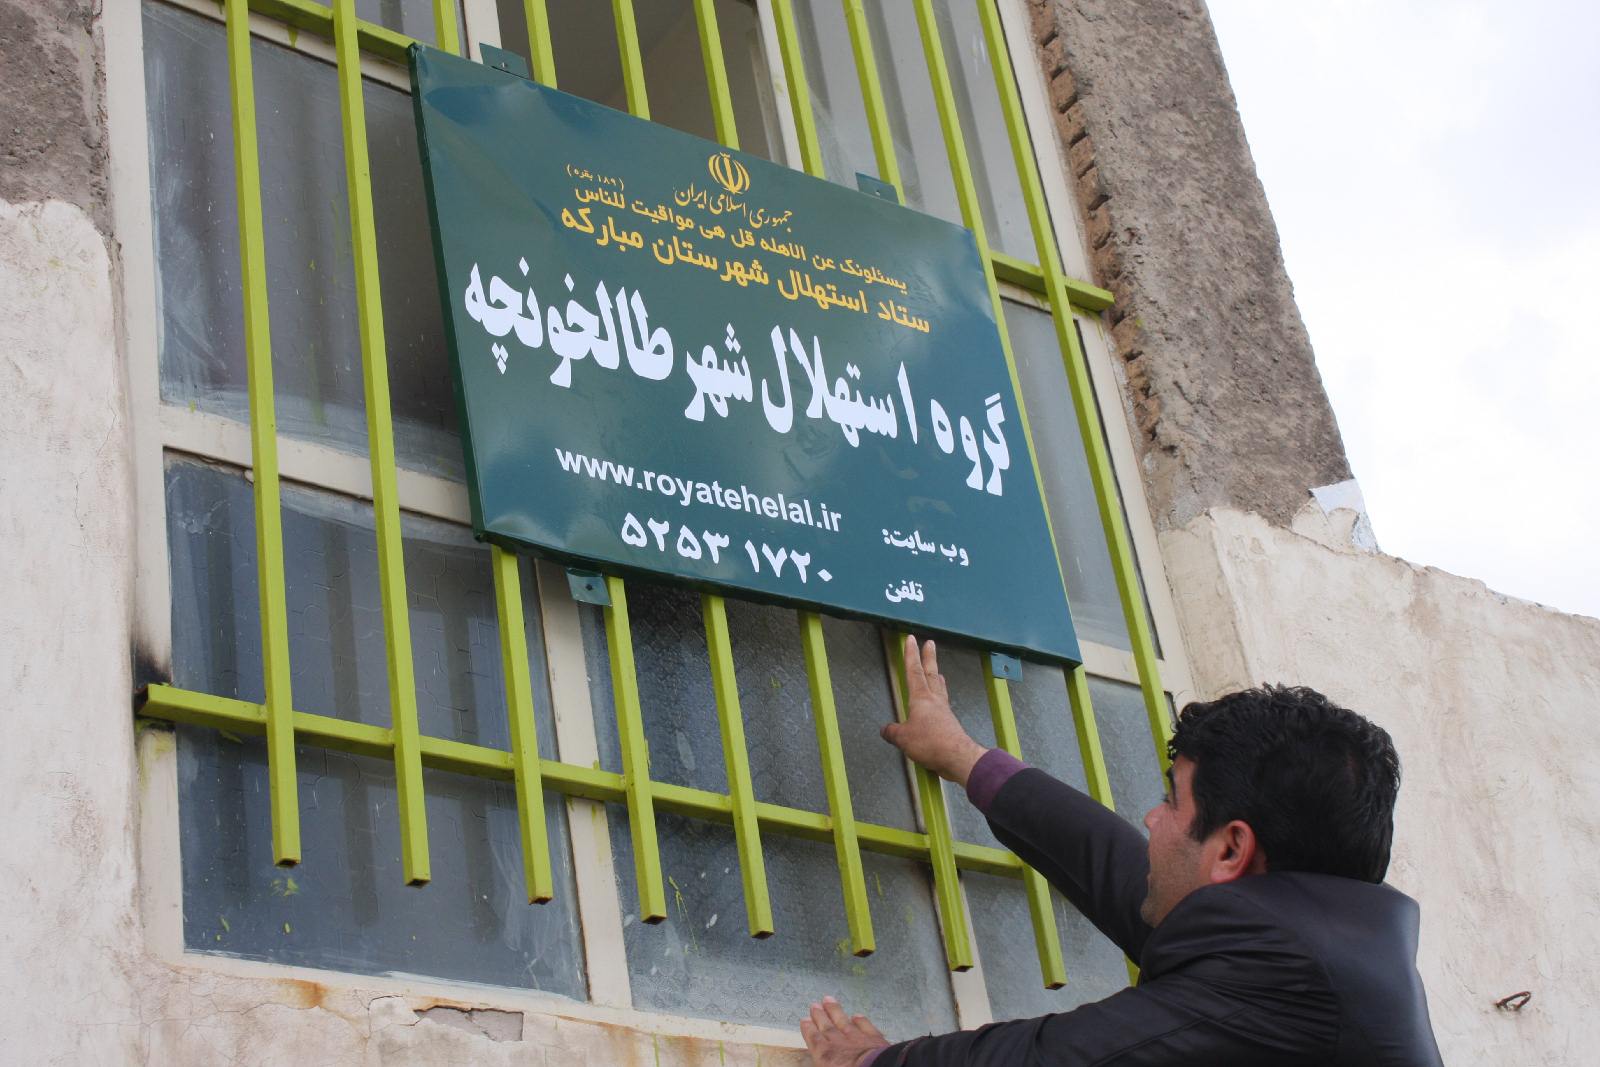 جمهوری اسلامی ایران
یسئلونک عن الاهله قل هی مواقیت للناس (۱۸۹ بقره)
ستاد استهلال شهرستان مبارکه
گروه استهلال شهر طالخونچه
وب سایت: www.royatehelal.ir
تلفن ۵۲۵۳ ۱۷۲۰